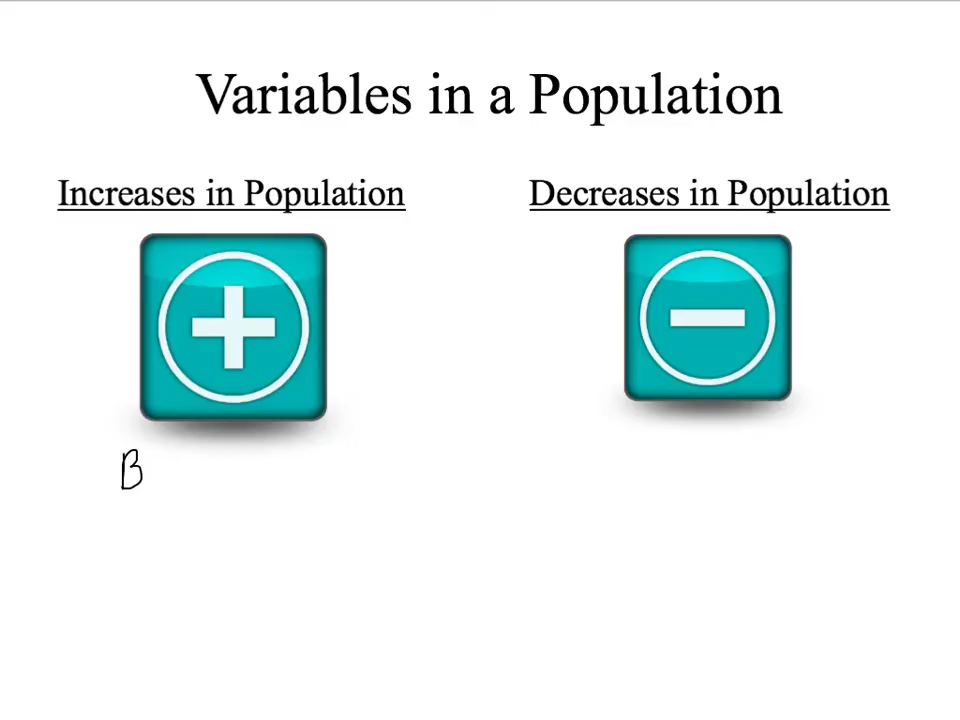 Variables in a Population
Increases in Population
Decreases in Population
B